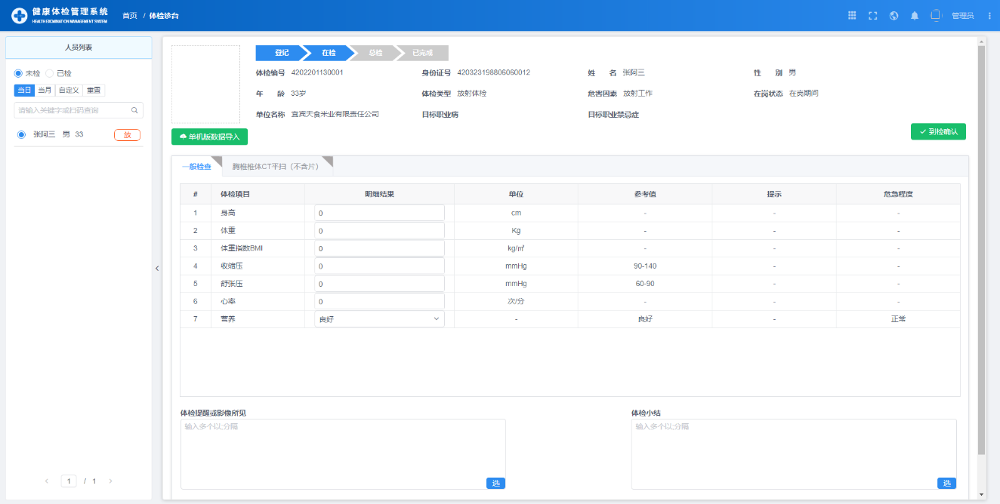 健康体检管理系统 首页 / 体检诊台 管理员
HEALTH EXCMINATION MANAGEMENT SYSTEM
人员列表
未检 已检
当日 当月 自定义 重置
请输入关键字或扫码查询
张阿三 男 33 放
1 / 1
登记 在检 总检 已完成
体检编号 4202201130001 身份证号 420323198806060012 姓 名 张阿三 性 别 男
年 龄 33岁 体检类型 放射体检 危害因素 放射工作 在岗状态 在岗期间
单位名称 宜宾天食米业有限责任公司 目标职业病 目标职业禁忌症
单机版数据导入 到检确认
一般检查 胸椎椎体CT平扫（不含片）
# 体检项目 明细结果 单位 参考值 提示 危急程度
1 身高 0 cm - - -
2 体重 0 Kg - - -
3 体重指数BMI 0 kg/㎡ - - -
4 收缩压 0 mmHg 90-140 - -
5 舒张压 0 mmHg 60-90 - -
6 心率 0 次/分 - - -
7 营养 良好 - 良好 - 正常
体检提醒或影像所见 体检小结
输入多个以;分隔 输入多个以;分隔
选 选